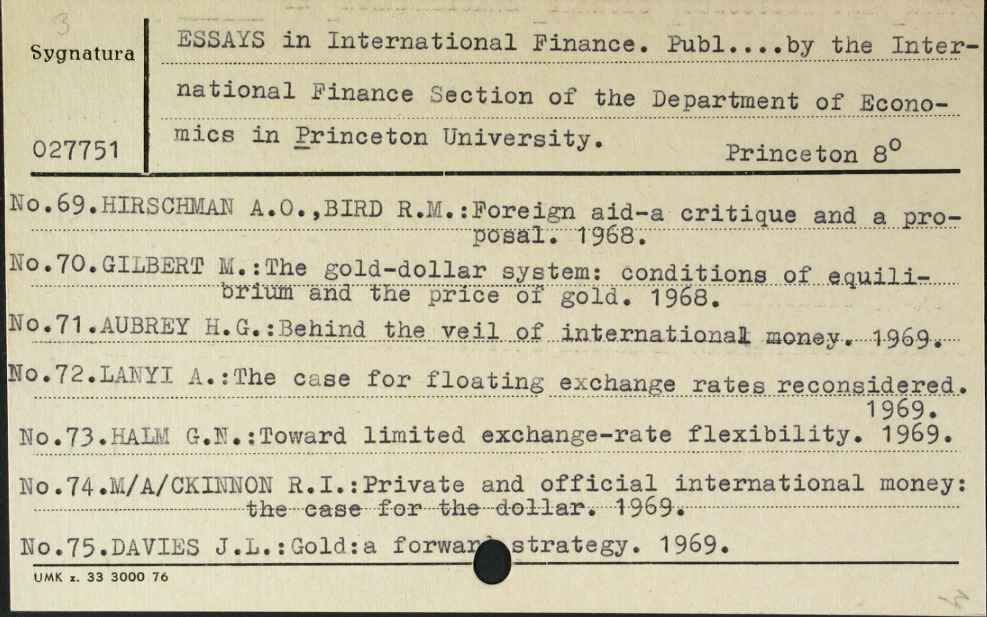 3
Sygnatura
ESSAYS in International Finance. Publ....by the Inter-
national Finance Section of the Department of Econo-
mics in Princeton University.
027751
Princeton 8º
No.69.HIRSCHMAN A.O.,BIRD R.M.:Foreign aid-a critique and a pro-
posal. 1968.
No.70.GILBERT M.:The gold-dollar system: conditions of equili-
brium and the price of gold. 1968.
No.71.AUBREY H.G.:Behind the veil of international money. 1969.
No.72.LANYI A.:The case for floating exchange rates reconsidered.
1969.
No.73.HALM G.N.:Toward limited exchange-rate flexibility. 1969.
No.74.M/A/CKINNON R.I.:Private and official international money:
the case for the dollar. 1969.
No.75.DAVIES J.L.:Gold:a forwar strategy. 1969.
UMK z. 33 3000 76